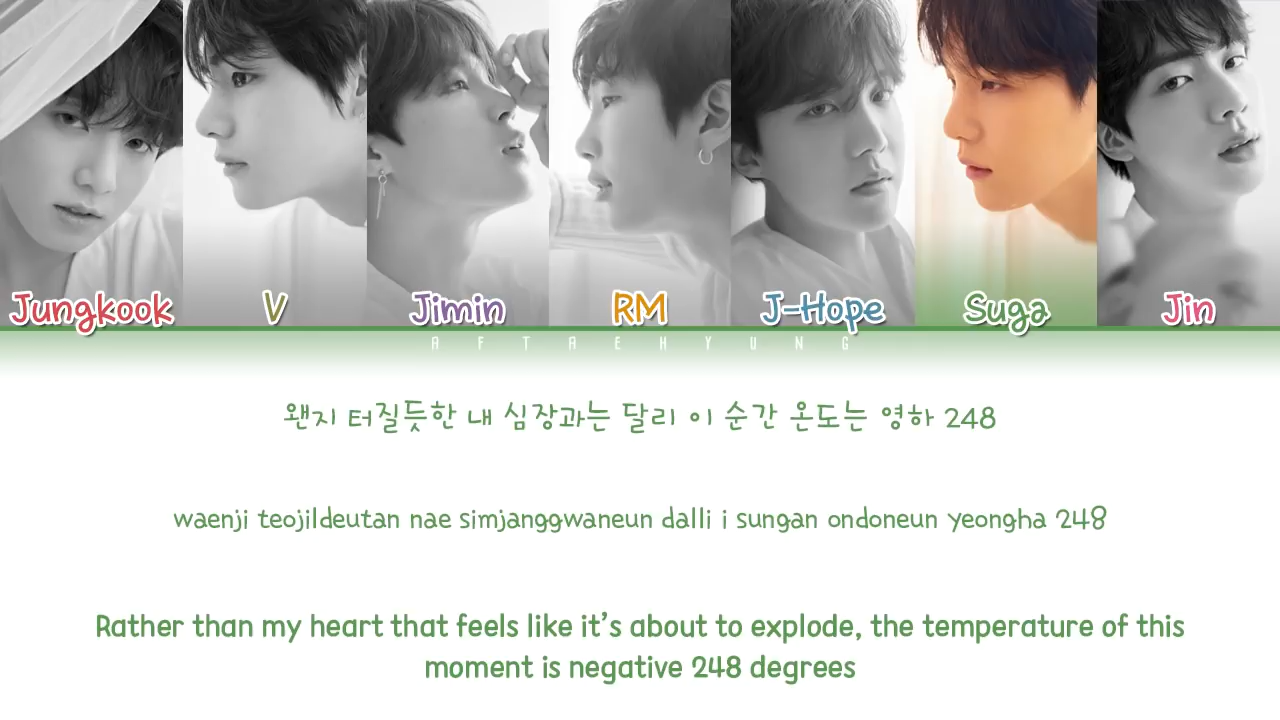 Jungkook V Jimin RM J-Hope Suga Jin
AFTAEHYUNG
왠지 터질듯한 내 심장과는 달리 이 순간 온도는 영하 248
waenji teojildeutan nae simjanggwaneun dalli i sungan ondoneun yeongha 248
Rather than my heart that feels like it's about to explode, the temperature of this
moment is negative 248 degrees